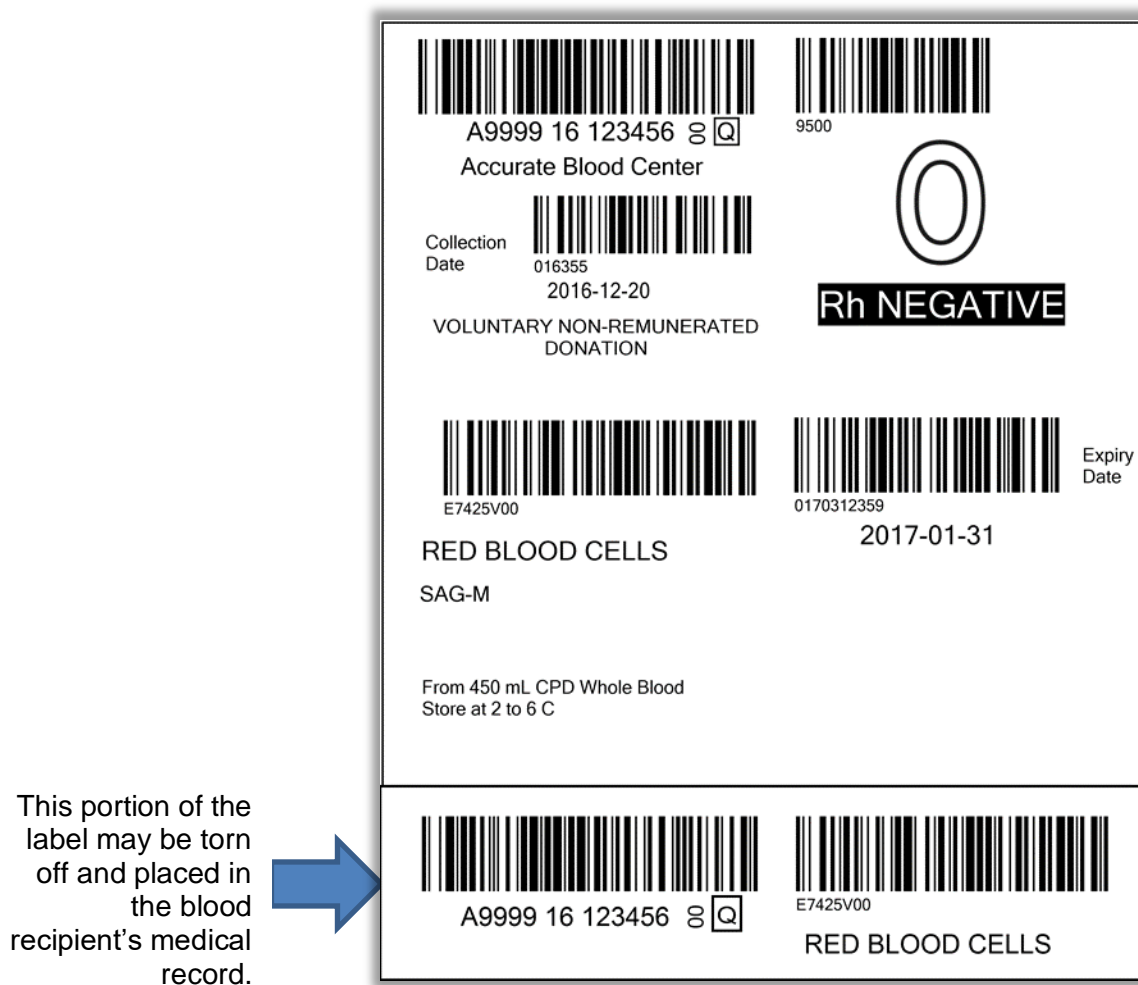 A9999 16 123456 00 Q
Accurate Blood Center
Collection
Date
016355
2016-12-20
VOLUNTARY NON-REMUNERATED
DONATION
9500
O
Rh NEGATIVE
E7425V00
RED BLOOD CELLS
SAG-M
0170312359
Expiry
Date
2017-01-31
From 450 mL CPD Whole Blood
Store at 2 to 6 C
This portion of the
label may be torn
off and placed in
the blood
recipient's medical
record.
A9999 16 123456 00 Q
E7425V00
RED BLOOD CELLS